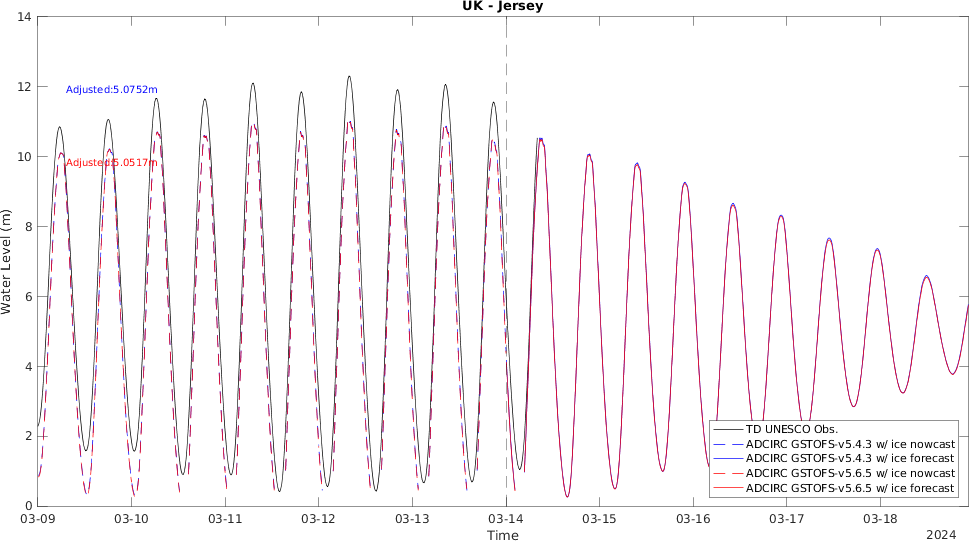 UK - Jersey
14
12
10
8
6
4
2
0
Water Level (m)
Adjusted:5.0752m
Adjusted:5.0517m
TD UNESCO Obs.
ADCIRC GSTOFS-v5.4.3 w/ ice nowcast
ADCIRC GSTOFS-v5.4.3 w/ ice forecast
ADCIRC GSTOFS-v5.6.5 w/ ice nowcast
ADCIRC GSTOFS-v5.6.5 w/ ice forecast
03-09 03-10 03-11 03-12 03-13 03-14 03-15 03-16 03-17 03-18
Time
2024